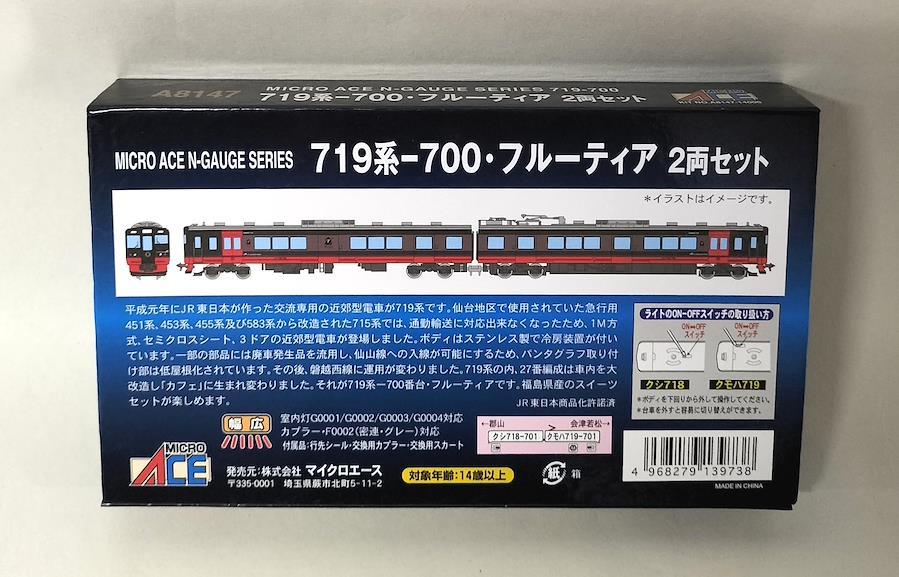 A8147 MICRO ACE N-GAUGE SERIES 719-700
719系-700・フルーティア 2両セット
MICRO ACE
KIT NO.A8147-14000
MICRO ACE N-GAUGE SERIES 719系-700・フルーティア 2両セット
＊イラストはイメージです。
平成元年にJR東日本が作った交流専用の近郊型電車が719系です。仙台地区で使用されていた急行用
451系、453系、455系及び583系から改造された715系では、通勤輸送に対応出来なくなったため、1M方
式、セミクロスシート、3ドアの近郊型電車が登場しました。ボディはステンレス製で冷房装置が付
いています。一部の部品には廃車発生品を流用し、仙山線への入線が可能にするため、パンタグラフ取り付
け部は低屋根化されています。その後、磐越西線に運用が変わりました。719系の内、27番編成は車内を大
改造し「カフェ」に生まれ変わりました。それが719系-700番台・フルーティアです。福島県産のスイーツ
セットが楽しめます。
JR東日本商品化許諾済
ライトのON-OFFスイッチの取り扱い方
ON⇔OFF スイッチ
ON⇔OFF スイッチ
クシ718 クモハ719
＊ボディを下回りから外して操作してください。
＊台車を外すと容易に切り替えができます。
幅広
室内灯G0001/G0002/G0003/G0004対応
カプラー・F0002(密連・グレー)対応
付属品:行先シール・交換用カプラー・交換用スカート
←郡山 会津若松→
クシ718-701 クモハ719-701
MICRO ACE
発売元:株式会社 マイクロエース
〒335-0001 埼玉県蕨市北町5-11-2
対象年齢:14歳以上
紙 箱
4 968279 139738
MADE IN CHINA